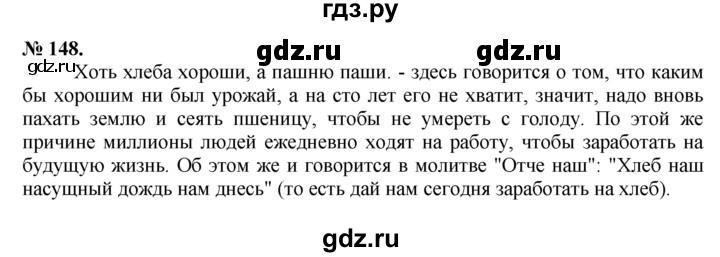 гдз.ру
№ 148.
gdz.ru gdz.ru
Хоть хлеба хороши, а пашню паши. - здесь говорится о том, что каким
бы хорошим ни был урожай, а на сто лет его не хватит, значит, надо вновь
пахать землю и сеять пшеницу, чтобы не умереть с голоду. По этой же
причине миллионы людей ежедневно ходят на работу, чтобы заработать на
будущую жизнь. Об этом же и говорится в молитве "Отче наш": "Хлеб наш
насущный дождь нам днесь" (то есть дай нам сегодня заработать на хлеб).
gdz.ru